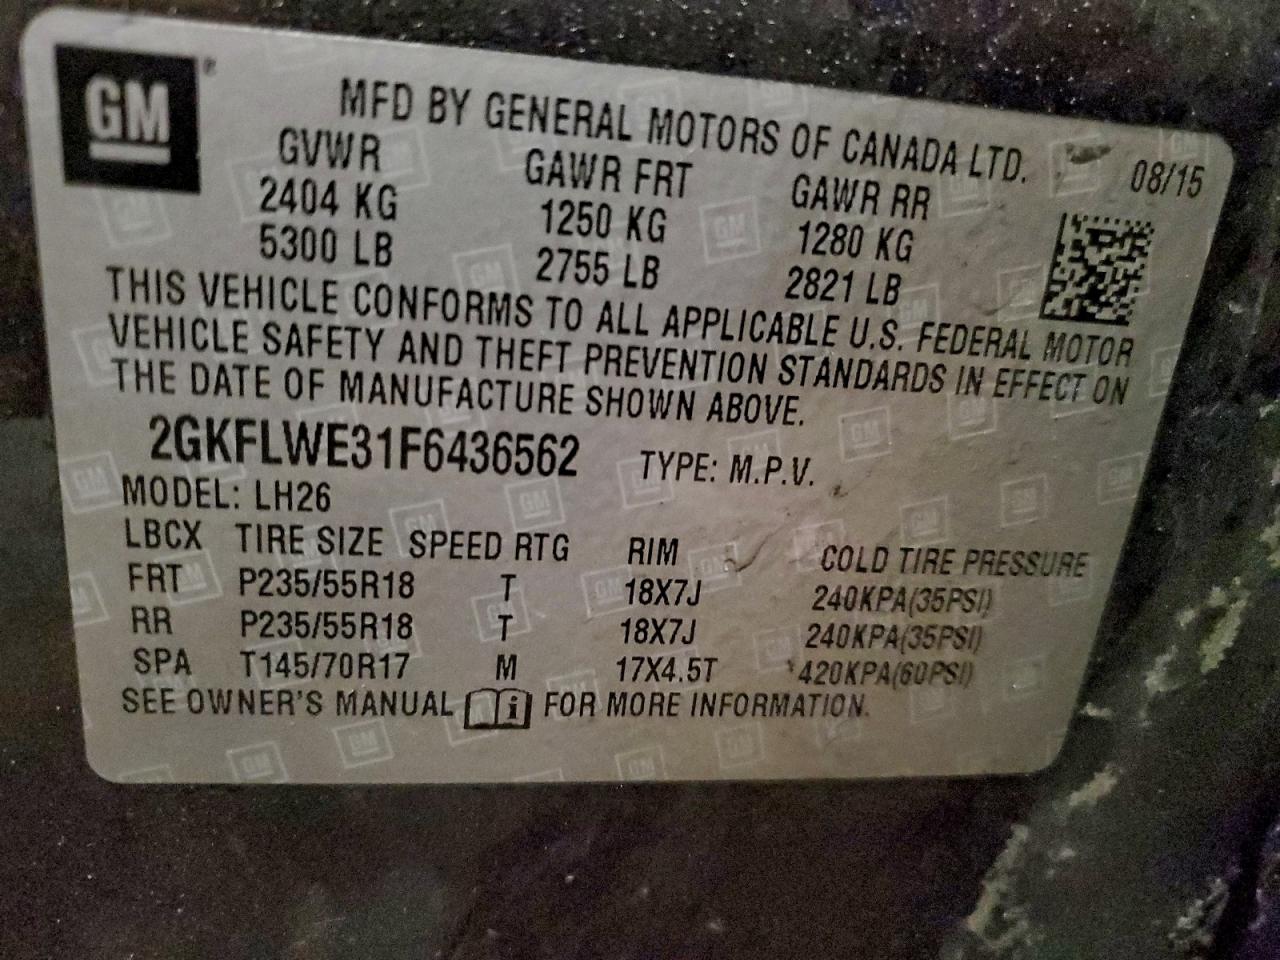 GM
MFD BY GENERAL MOTORS OF CANADA LTD. 08/15
GVWR GAWR FRT GAWR RR
2404 KG 1250 KG 1280 KG
5300 LB 2755 LB 2821 LB
THIS VEHICLE CONFORMS TO ALL APPLICABLE U.S. FEDERAL MOTOR
VEHICLE SAFETY AND THEFT PREVENTION STANDARDS IN EFFECT ON
THE DATE OF MANUFACTURE SHOWN ABOVE.
2GKFLWE31F6436562 TYPE: M.P.V.
MODEL: LH26
LBCX TIRE SIZE SPEED RTG RIM COLD TIRE PRESSURE
FRT P235/55R18 T 18X7J 240KPA(35PSI)
RR P235/55R18 T 18X7J 240KPA(35PSI)
SPA T145/70R17 M 17X4.5T 420KPA(60PSI)
SEE OWNER'S MANUAL i FOR MORE INFORMATION.